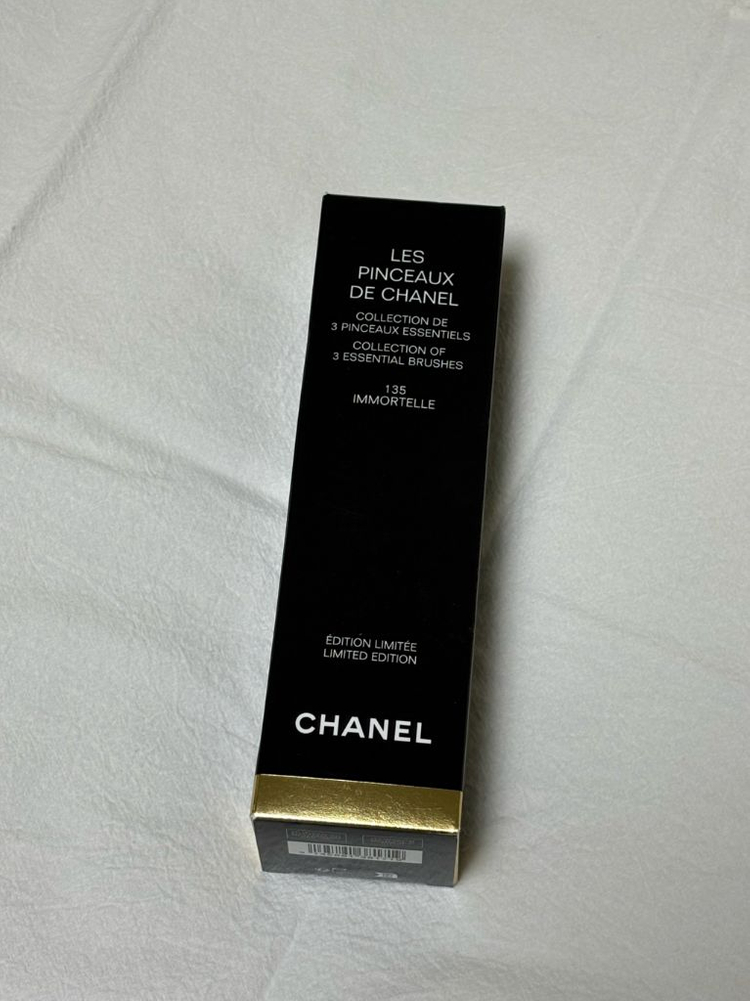 LES
PINCEAUX
DE CHANEL
COLLECTION DE
3 PINCEAUX ESSENTIELS
COLLECTION OF
3 ESSENTIAL BRUSHES
135
IMMORTELLE
ÉDITION LIMITÉE
LIMITED EDITION
CHANEL